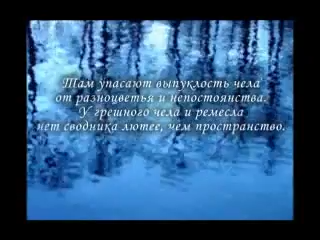 Там упасают выпуклость чела
от разноцветья и непостоянства.
У грешного чела и ремесла
нет сводника лютее, чем пространство.